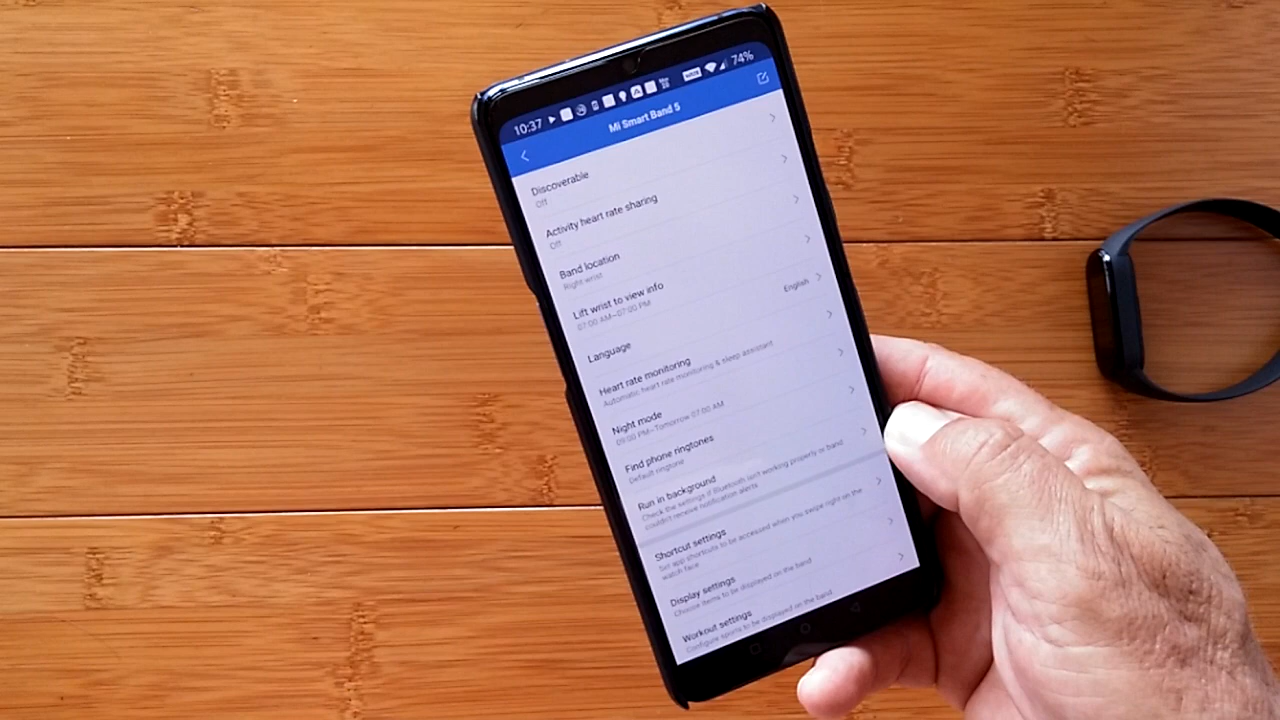 10:37
74%
Mi Smart Band 5
Discoverable
Off
Activity heart rate sharing
Off
Band location
Right wrist
Lift wrist to view info
07:00 AM–07:00 PM
Language
English
Heart rate monitoring
Automatic heart rate monitoring & sleep assistant
Night mode
09:00 PM–Tomorrow 07:00 AM
Find phone ringtones
Default ringtone
Run in background
Check the settings if Bluetooth isn't working properly or band
couldn't receive notification alerts
Shortcut settings
Set app shortcuts to be accessed when you swipe right on the
watch face
Display settings
Choose items to be displayed on the band
Workout settings
Configure sports to be displayed on the band